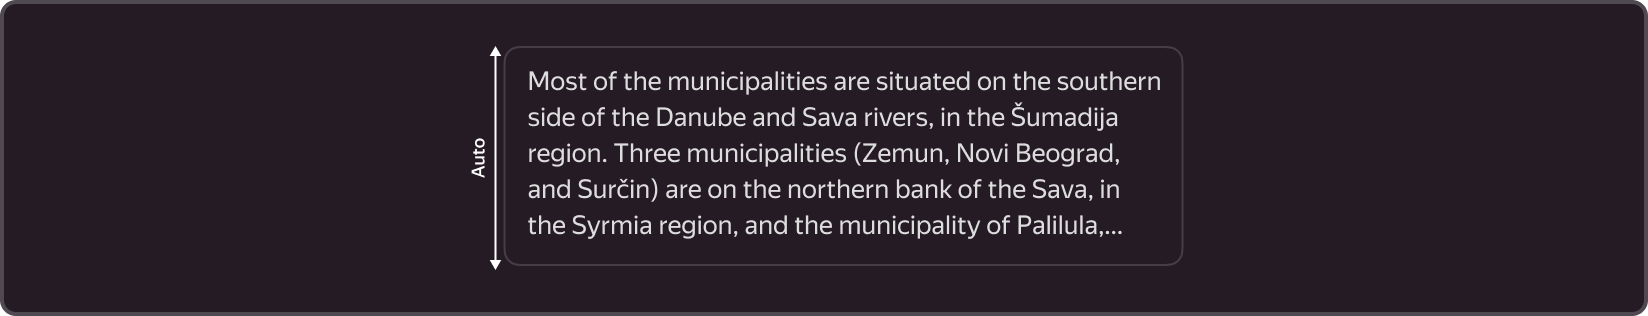 Auto
Most of the municipalities are situated on the southern
side of the Danube and Sava rivers, in the Šumadija
region. Three municipalities (Zemun, Novi Beograd,
and Surčin) are on the northern bank of the Sava, in
the Syrmia region, and the municipality of Palilula,...